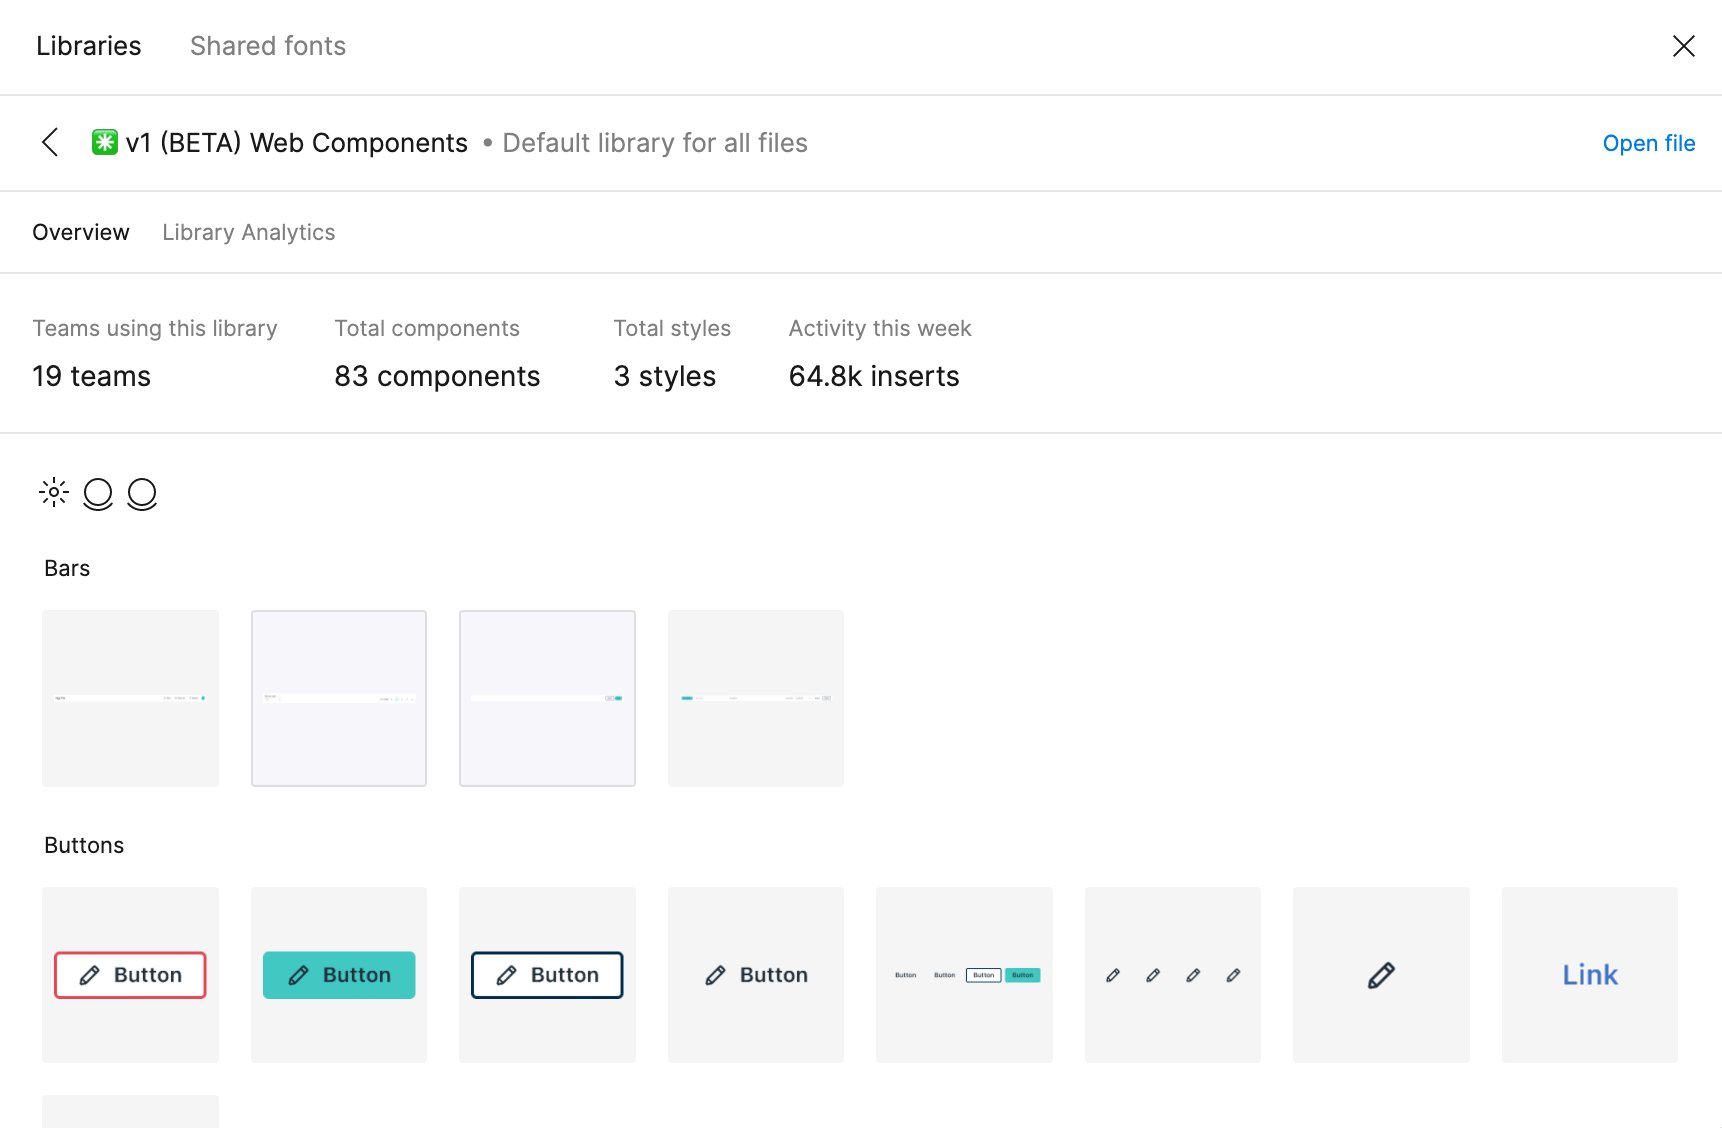 Libraries Shared fonts
v1 (BETA) Web Components • Default library for all files Open file
Overview Library Analytics
Teams using this library Total components Total styles Activity this week
19 teams 83 components 3 styles 64.8k inserts
Bars
Buttons
Button Button Button Button Button Button Button Button Link